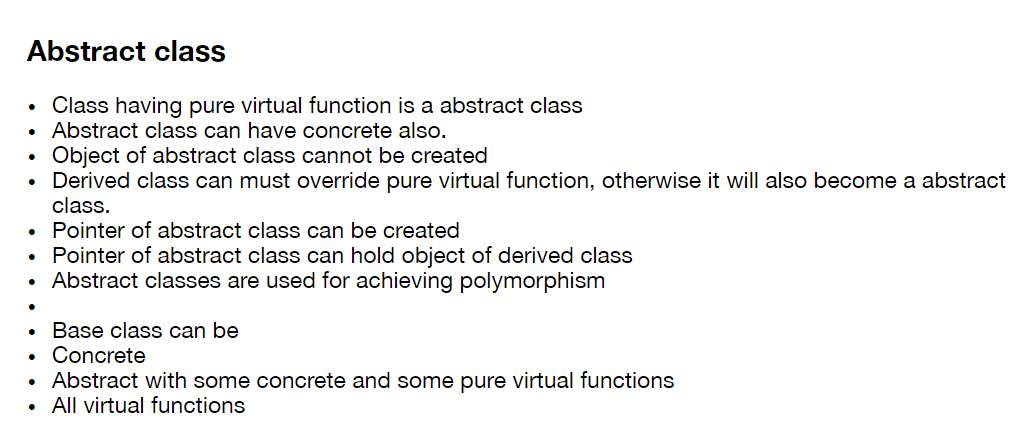 Abstract class
• Class having pure virtual function is a abstract class
• Abstract class can have concrete also.
• Object of abstract class cannot be created
• Derived class can must override pure virtual function, otherwise it will also become a abstract
class.
• Pointer of abstract class can be created
• Pointer of abstract class can hold object of derived class
• Abstract classes are used for achieving polymorphism
•
• Base class can be
• Concrete
• Abstract with some concrete and some pure virtual functions
• All virtual functions